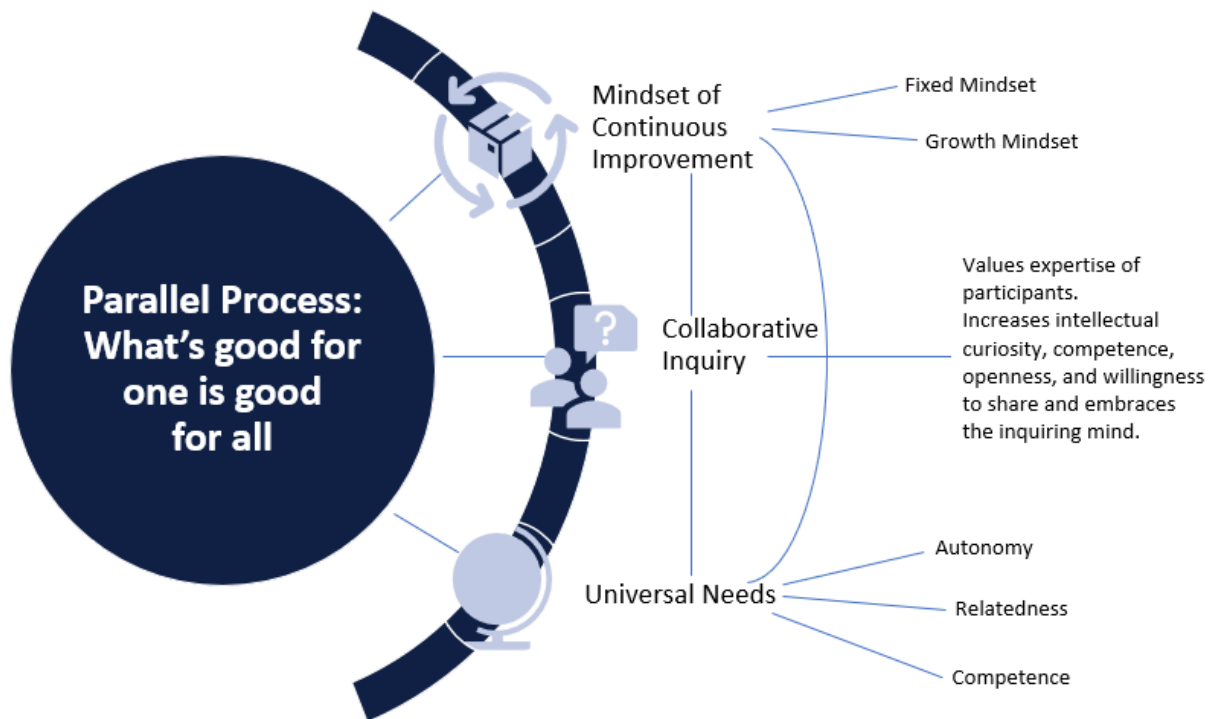 Parallel Process:
What's good for
one is good
for all
Mindset of
Continuous
Improvement
Fixed Mindset
Growth Mindset
?
Collaborative
Inquiry
Values expertise of
participants.
Increases intellectual
curiosity, competence,
openness, and willingness
to share and embraces
the inquiring mind.
Universal Needs
Autonomy
Relatedness
Competence